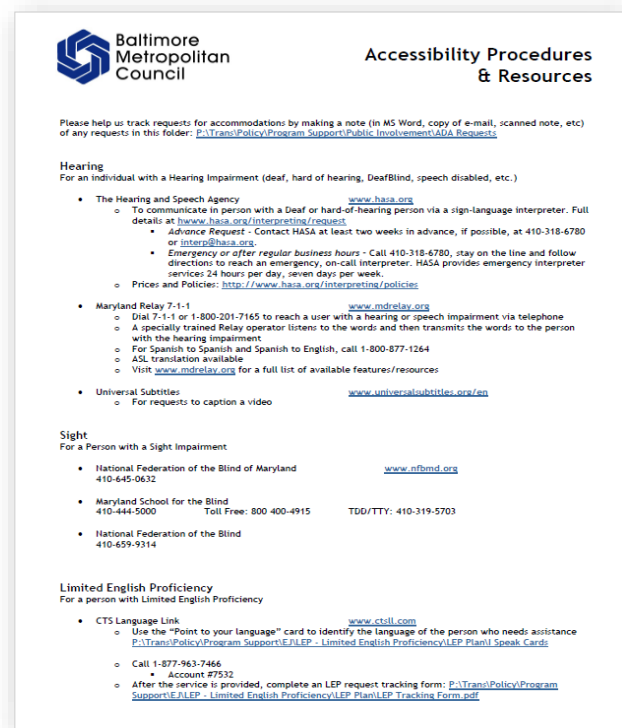 Baltimore
Metropolitan
Council
Accessibility Procedures
& Resources
Please help us track requests for accommodations by making a note (in MS Word, copy of e-mail, scanned note, etc)
of any requests in this folder: P:\Trans\Policy\Program Support\Public Involvement\ADA Requests
Hearing
For an individual with a Hearing Impairment (deaf, hard of hearing, DeafBlind, speech disabled, etc.)
• The Hearing and Speech Agency www.hasa.org
o To communicate in person with a Deaf or hard-of-hearing person via a sign-language interpreter. Full
details at hwww.hasa.org/interpreting/request
▪ Advance Request - Contact HASA at least two weeks in advance, if possible, at 410-318-6780
or interp@hasa.org.
▪ Emergency or after regular business hours - Call 410-318-6780, stay on the line and follow
directions to reach an emergency, on-call interpreter. HASA provides emergency interpreter
services 24 hours per day, seven days per week.
o Prices and Policies: http://www.hasa.org/interpreting/policies
• Maryland Relay 7-1-1 www.mdrelay.org
o Dial 7-1-1 or 1-800-201-7165 to reach a user with a hearing or speech impairment via telephone
o A specially trained Relay operator listens to the words and then transmits the words to the person
with the hearing impairment
o For Spanish to Spanish and Spanish to English, call 1-800-877-1264
o ASL translation available
o Visit www.mdrelay.org for a full list of available features/resources
• Universal Subtitles www.universalsubtitles.org/en
o For requests to caption a video
Sight
For a Person with a Sight Impairment
• National Federation of the Blind of Maryland www.nfbmd.org
410-645-0632
• Maryland School for the Blind
410-444-5000 Toll Free: 800 400-4915 TDD/TTY: 410-319-5703
• National Federation of the Blind
410-659-9314
Limited English Proficiency
For a person with Limited English Proficiency
• CTS Language Link www.ctsll.com
o Use the “Point to your language” card to identify the language of the person who needs assistance
P:\Trans\Policy\Program Support\EJ\LEP - Limited English Proficiency\LEP Plan\I Speak Cards
o Call 1-877-963-7466
▪ Account #7532
o After the service is provided, complete an LEP request tracking form: P:\Trans\Policy\Program
Support\EJ\LEP - Limited English Proficiency\LEP Plan\LEP Tracking Form.pdf